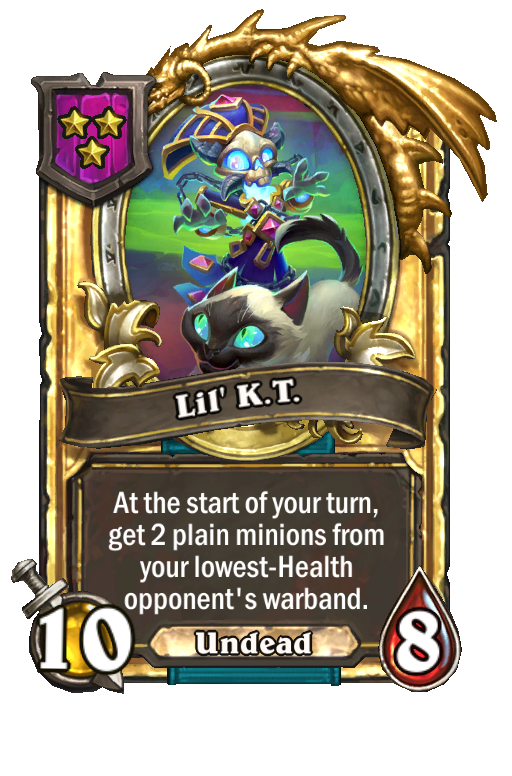 Lil' K.T.
At the start of your turn,
get 2 plain minions from
your lowest-Health
opponent's warband.
10
Undead
8